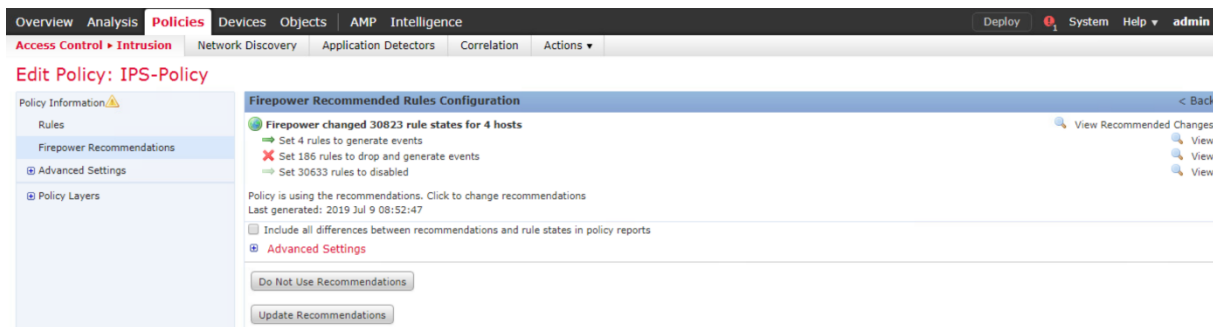 Overview Analysis Policies Devices Objects AMP Intelligence Deploy 1 System Help ▾ admin
Access Control ▸ Intrusion Network Discovery Application Detectors Correlation Actions ▾
Edit Policy: IPS-Policy
Policy Information
Rules
Firepower Recommendations
Advanced Settings
Policy Layers
Firepower Recommended Rules Configuration < Back
Firepower changed 30823 rule states for 4 hosts View Recommended Changes
Set 4 rules to generate events View
Set 186 rules to drop and generate events View
Set 30633 rules to disabled View
Policy is using the recommendations. Click to change recommendations
Last generated: 2019 Jul 9 08:52:47
Include all differences between recommendations and rule states in policy reports
Advanced Settings
Do Not Use Recommendations
Update Recommendations